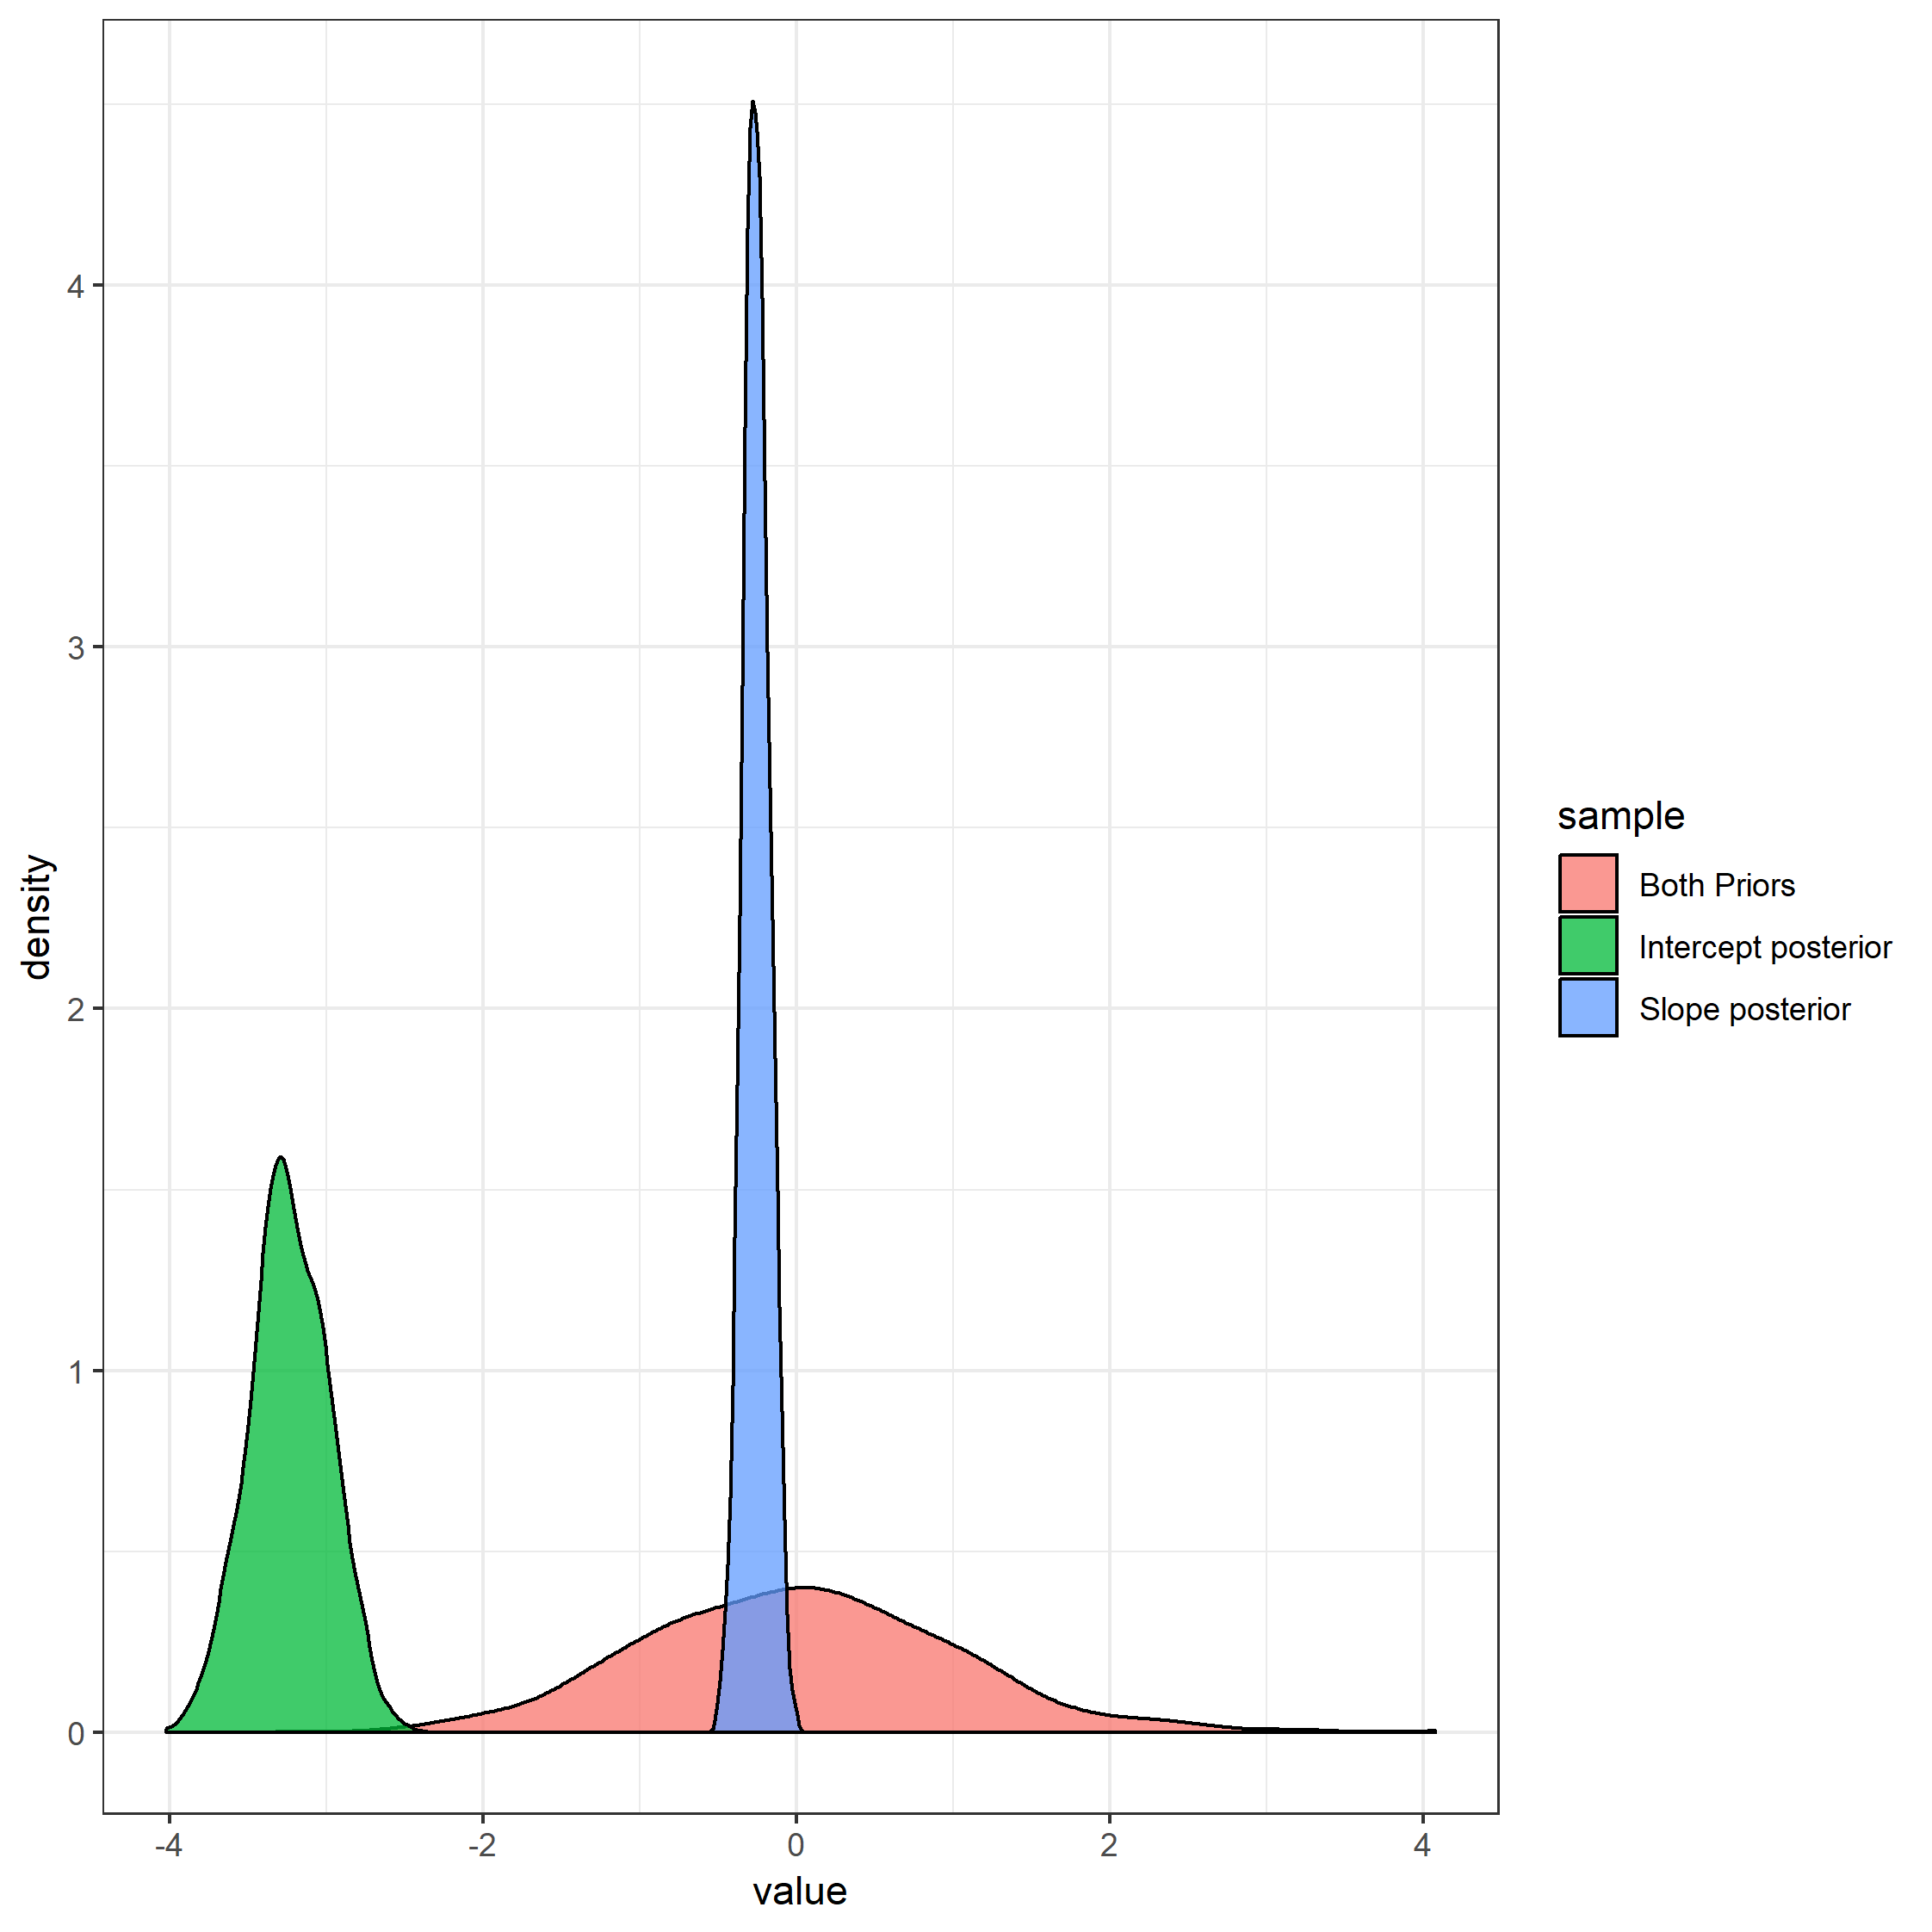 density
4
3
2
1
0
-4
-2
0
2
4
value
sample
Both Priors
Intercept posterior
Slope posterior